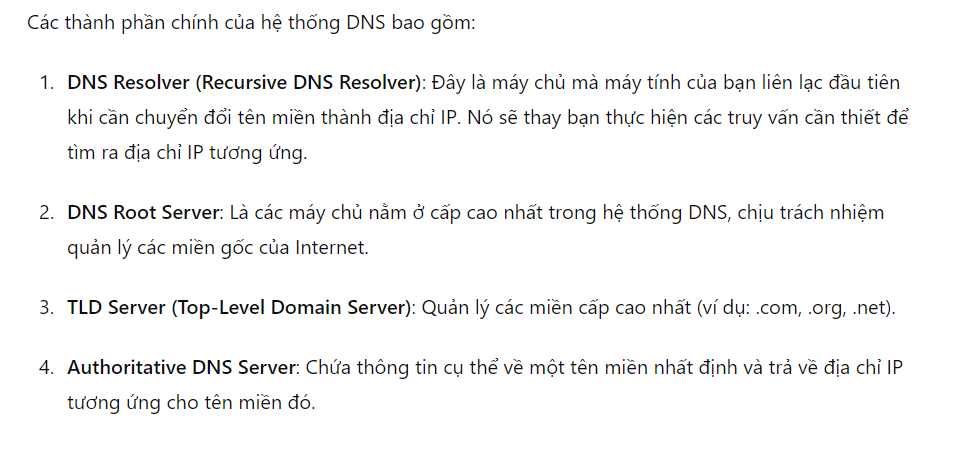 Các thành phần chính của hệ thống DNS bao gồm:
1. DNS Resolver (Recursive DNS Resolver): Đây là máy chủ mà máy tính của bạn liên lạc đầu tiên
khi cần chuyển đổi tên miền thành địa chỉ IP. Nó sẽ thay bạn thực hiện các truy vấn cần thiết để
tìm ra địa chỉ IP tương ứng.
2. DNS Root Server: Là các máy chủ nằm ở cấp cao nhất trong hệ thống DNS, chịu trách nhiệm
quản lý các miền gốc của Internet.
3. TLD Server (Top-Level Domain Server): Quản lý các miền cấp cao nhất (ví dụ: .com, .org, .net).
4. Authoritative DNS Server: Chứa thông tin cụ thể về một tên miền nhất định và trả về địa chỉ IP
tương ứng cho tên miền đó.